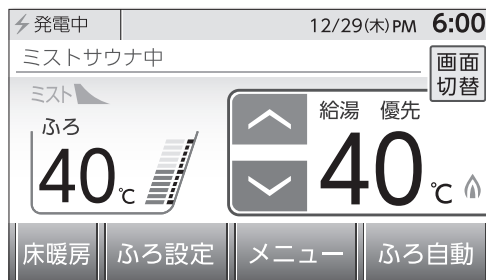 発電中 12/29(木)PM 6:00
ミストサウナ中
画面
切替
ミスト
ふろ
40℃
給湯 優先
40℃
床暖房 ふろ設定 メニュー ふろ自動